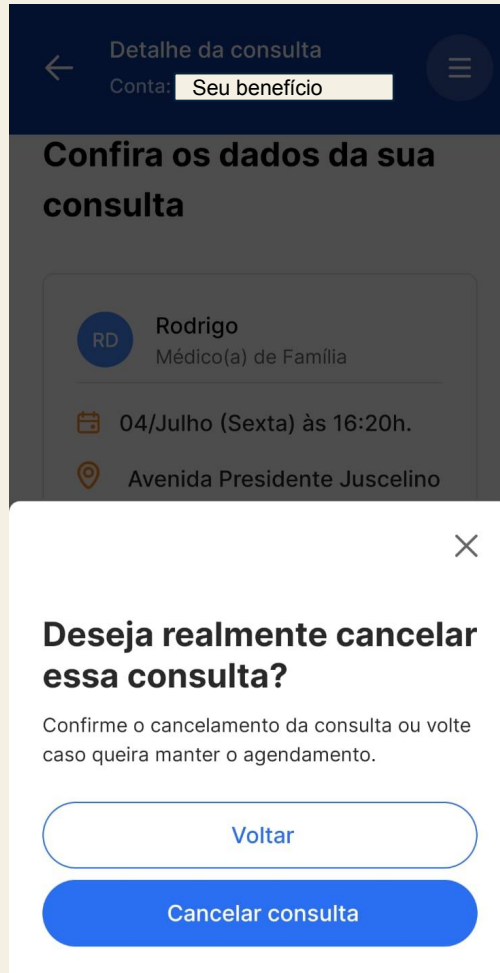 Detalhe da consulta
Conta: Seu benefício
Confira os dados da sua
consulta
RD
Rodrigo
Médico(a) de Família
04/Julho (Sexta) às 16:20h.
Avenida Presidente Juscelino
Deseja realmente cancelar
essa consulta?
Confirme o cancelamento da consulta ou volte
caso queira manter o agendamento.
Voltar
Cancelar consulta